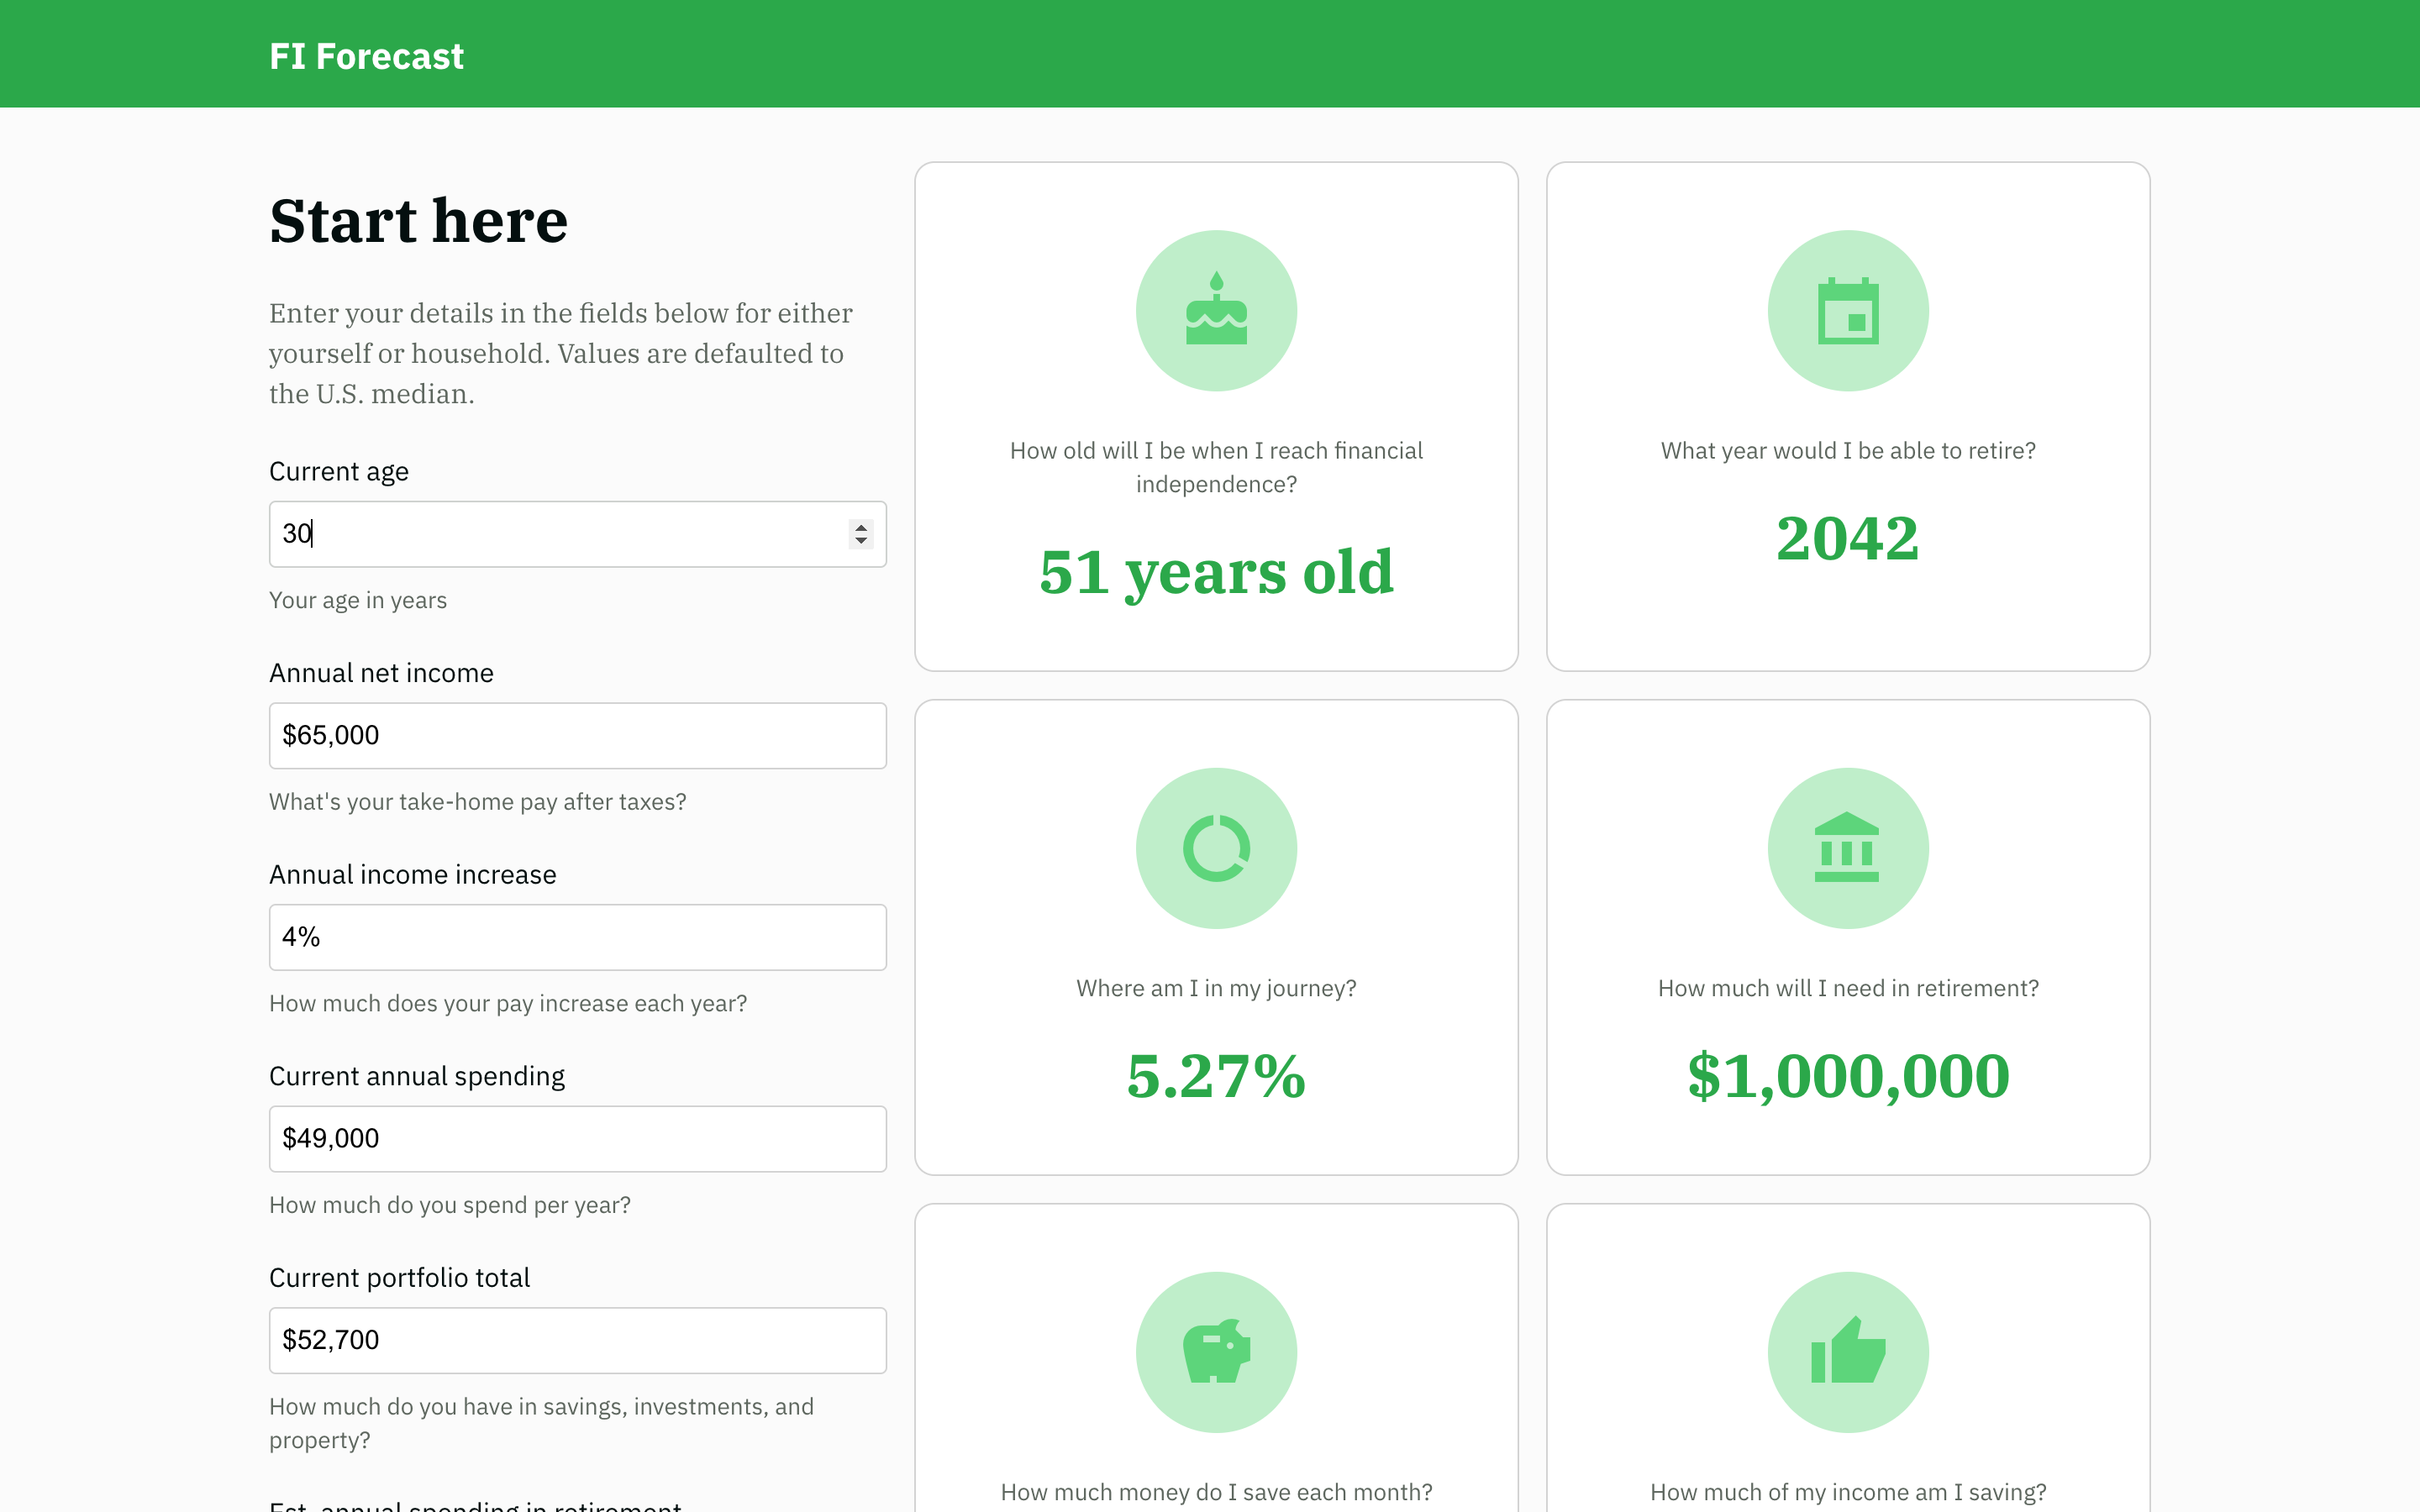 FI Forecast
Start here
Enter your details in the fields below for either
yourself or household. Values are defaulted to
the U.S. median.
Current age
30
Your age in years
Annual net income
$65,000
What's your take-home pay after taxes?
Annual income increase
4%
How much does your pay increase each year?
Current annual spending
$49,000
How much do you spend per year?
Current portfolio total
$52,700
How much do you have in savings, investments, and
property?
Est. annual spending in retirement
How old will I be when I reach financial
independence?
51 years old
What year would I be able to retire?
2042
Where am I in my journey?
5.27%
How much will I need in retirement?
$1,000,000
How much money do I save each month?
How much of my income am I saving?